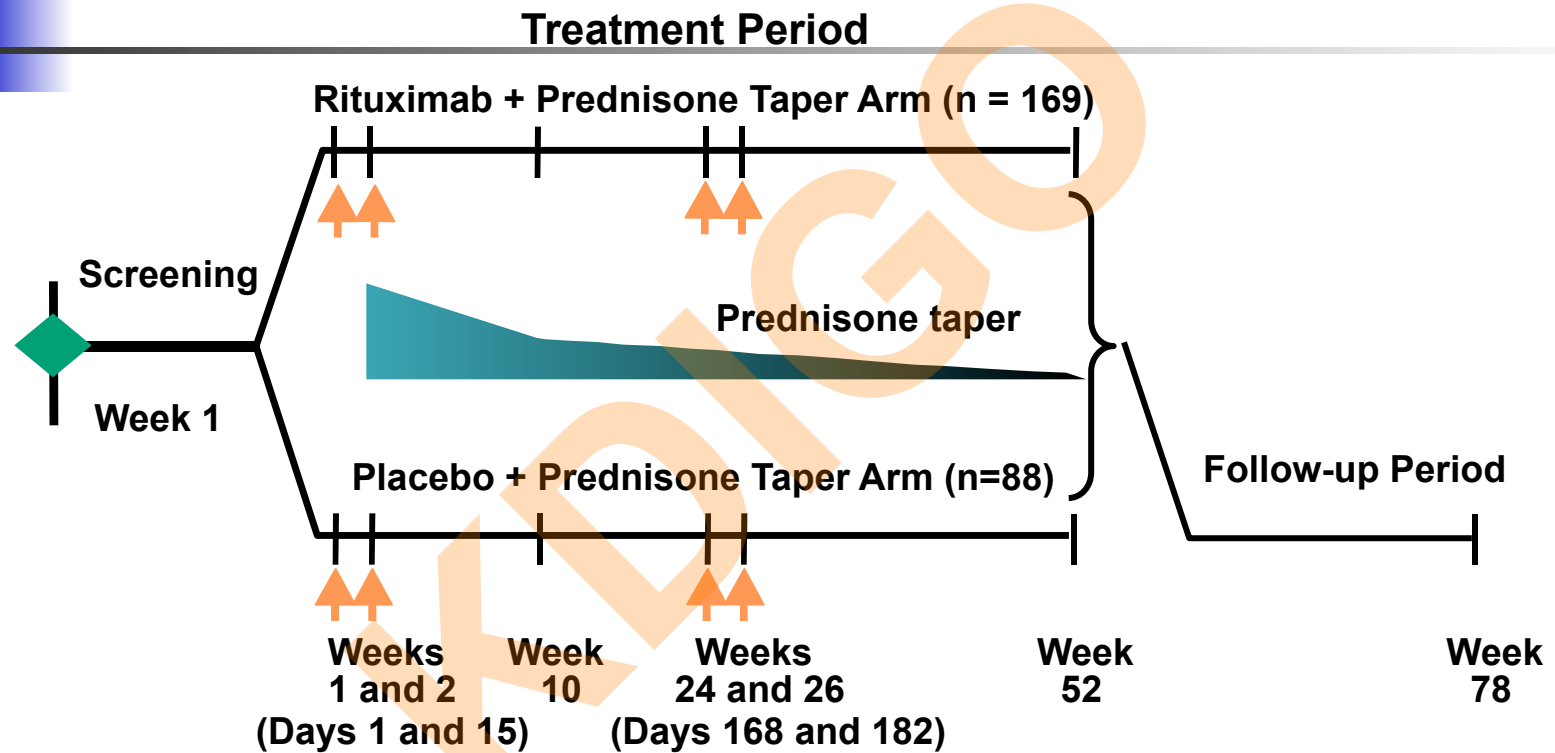 Treatment Period
Rituximab + Prednisone Taper Arm (n = 169)
Screening
Prednisone taper
Week 1
Placebo + Prednisone Taper Arm (n=88)
Follow-up Period
Weeks
1 and 2
(Days 1 and 15)
Week
10
Weeks
24 and 26
(Days 168 and 182)
Week
52
Week
78
KDIGO